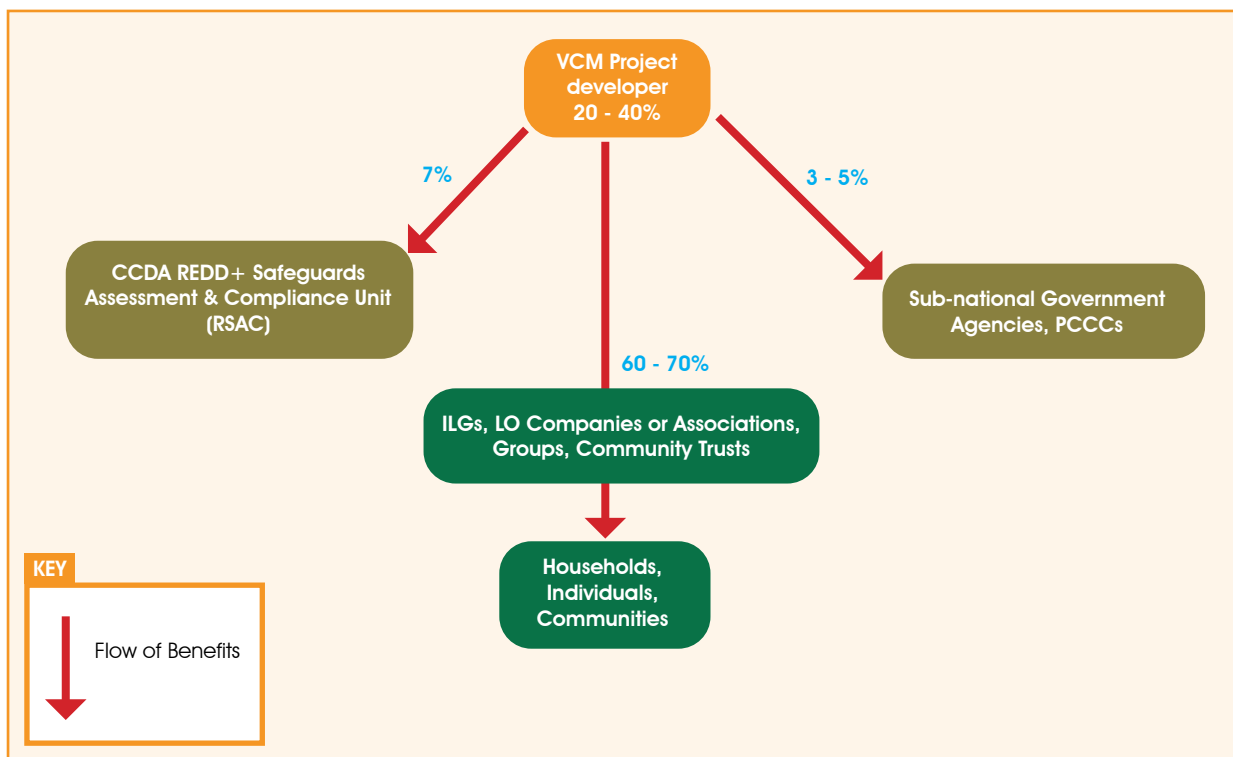 VCM Project
developer
20 - 40%
7%
3 - 5%
CCDA REDD+ Safeguards
Assessment & Compliance Unit
(RSAC)
Sub-national Government
Agencies, PCCCs
60 - 70%
ILGs, LO Companies or Associations,
Groups, Community Trusts
Households,
Individuals,
Communities
KEY
Flow of Benefits